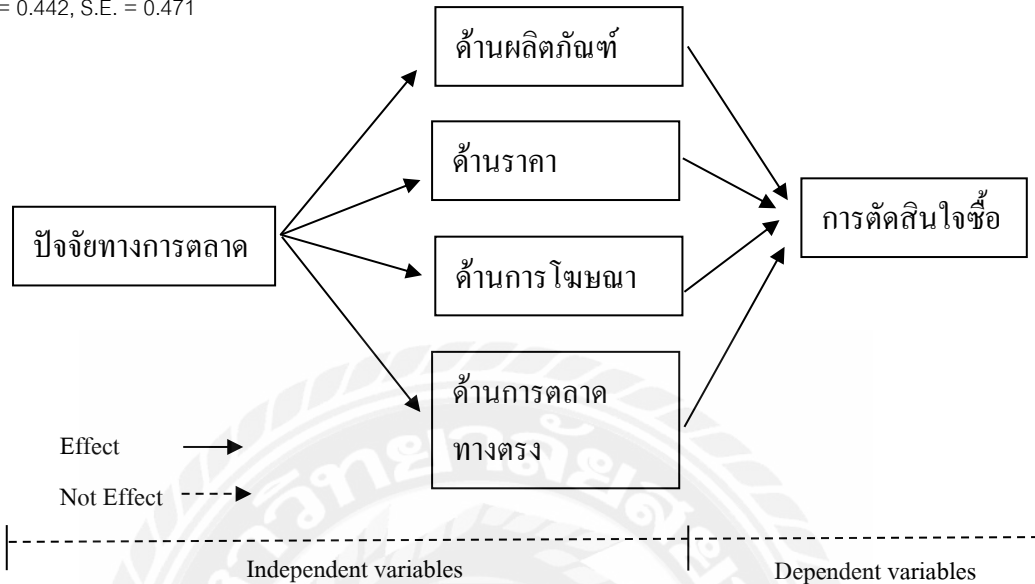 = 0.442, S.E. = 0.471
ด้านผลิตภัณฑ์
ด้านราคา
ปัจจัยทางการตลาด
การตัดสินใจซื้อ
ด้านการโฆษณา
ด้านการตลาด
ทางตรง
Effect
Not Effect
Independent variables
Dependent variables